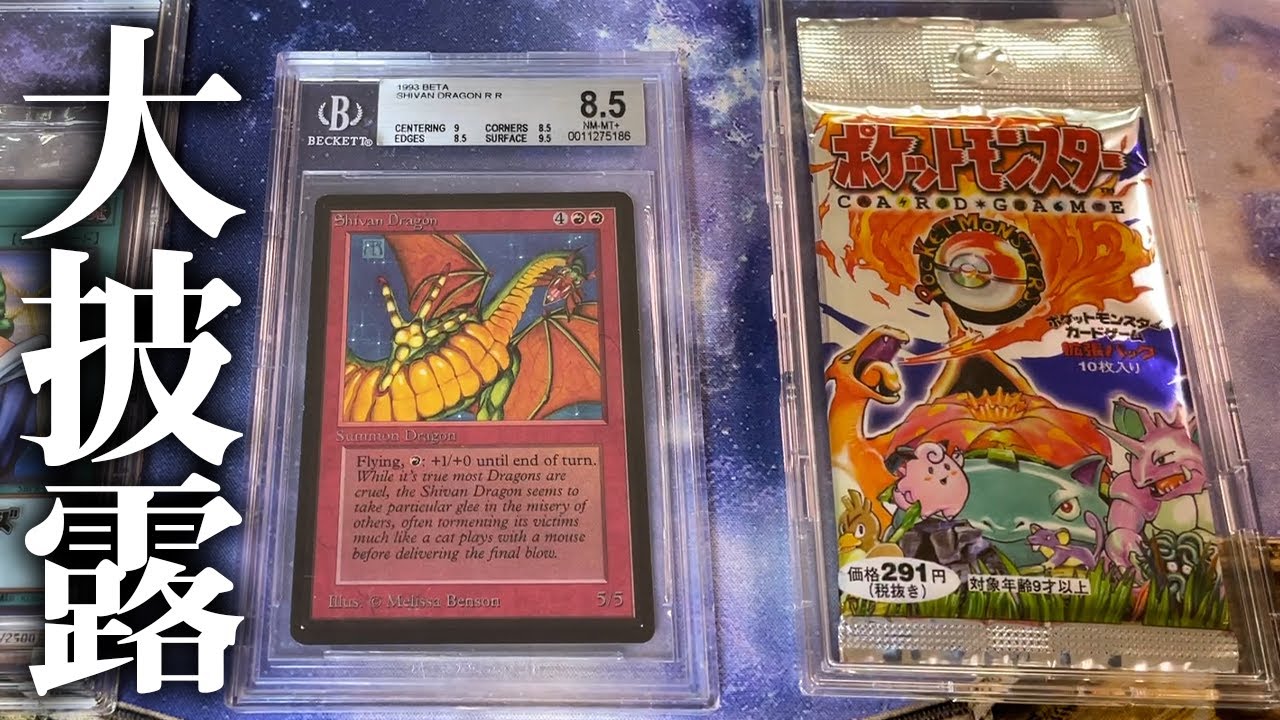 大披露
B
BECKETT®
1993 BETA
SHIVAN DRAGON R R
CENTERING 9 CORNERS 8.5
EDGES 8.5 SURFACE 9.5
8.5
NM-MT+
0011275186
Shivan Dragon 4
Summon Dragon
Flying, : +1/+0 until end of turn.
While it's true most Dragons are
cruel, the Shivan Dragon seems to
take particular glee in the misery of
others, often tormenting its victims
much like a cat plays with a mouse
before delivering the final blow.
Illus. © Melissa Benson 5/5
ポケットモンスター
TM
CARD GAME
POCKET MONSTERS
ポケットモンスター
カードゲーム
拡張パック
10枚入り
価格291円
(税抜き)
対象年齢9才以上